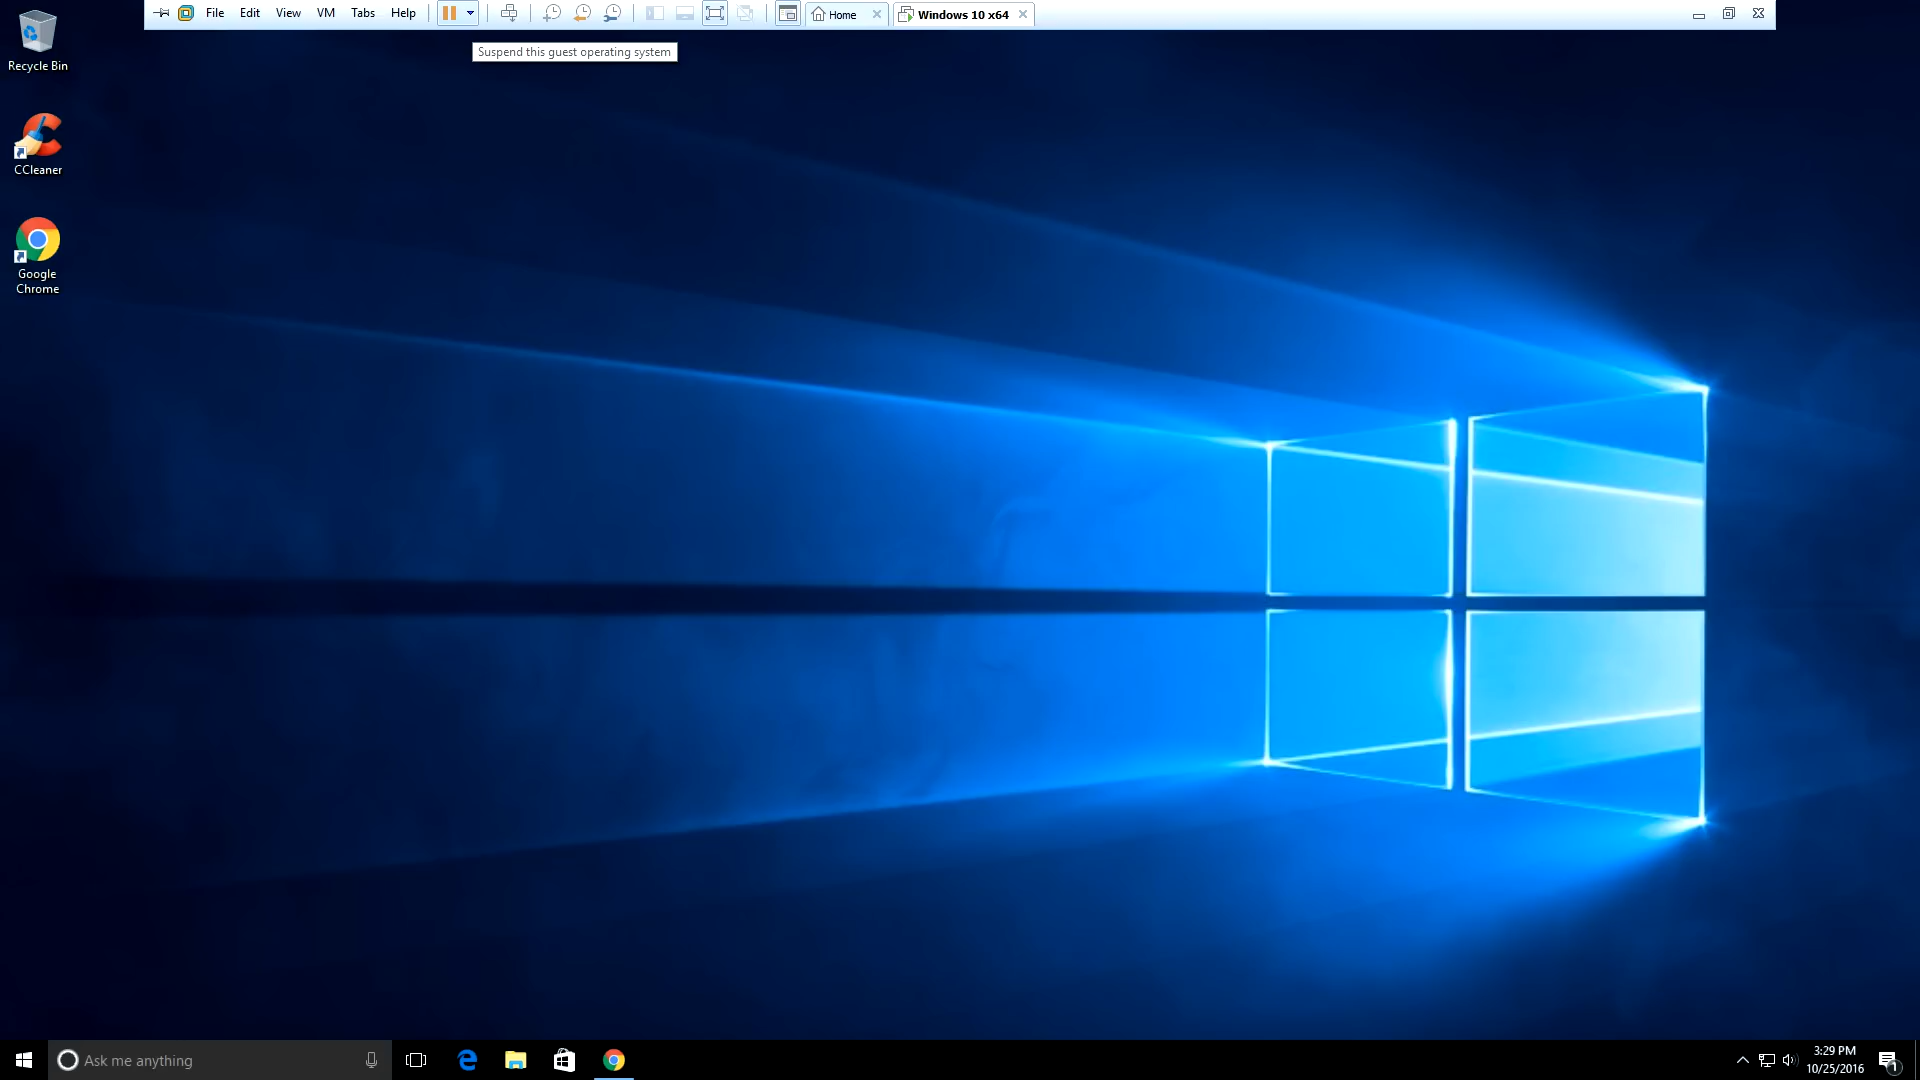 File Edit View VM Tabs Help Home Windows 10 x64
Suspend this guest operating system
Recycle Bin
CCleaner
Google
Chrome
Ask me anything
3:29 PM
10/25/2016
1